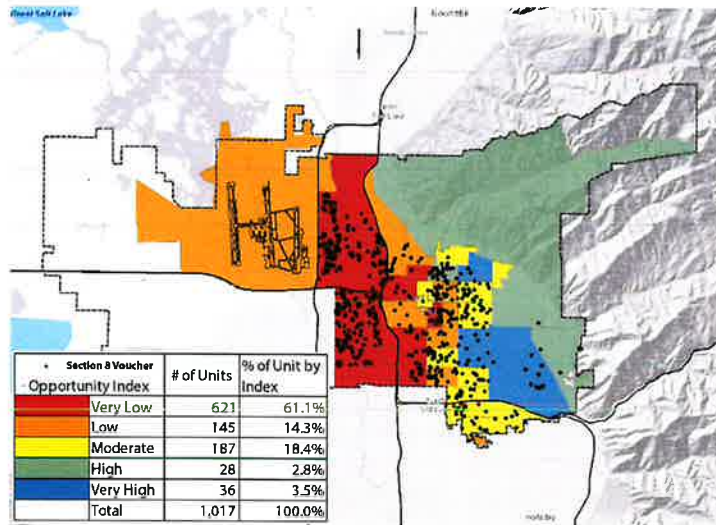 Great Salt Lake
Section 8 Voucher
Opportunity Index
# of Units
% of Unit by
Index
Very Low 621 61.1%
Low 145 14.3%
Moderate 187 18.4%
High 28 2.8%
Very High 36 3.5%
Total 1,017 100.0%